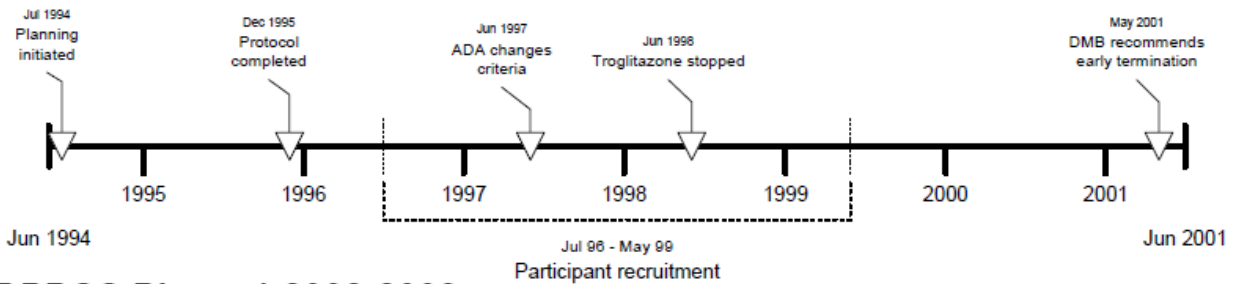 Jul 1994
Planning
initiated
Dec 1995
Protocol
completed
Jun 1997
ADA changes
criteria
Jun 1998
Troglitazone stopped
May 2001
DMB recommends
early termination
1995
1996
1997
1998
1999
2000
2001
Jun 1994
Jun 2001
Jul 96 - May 99
Participant recruitment